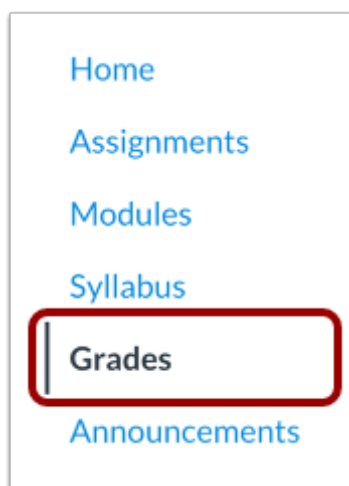 Home
Assignments
Modules
Syllabus
Grades
Announcements